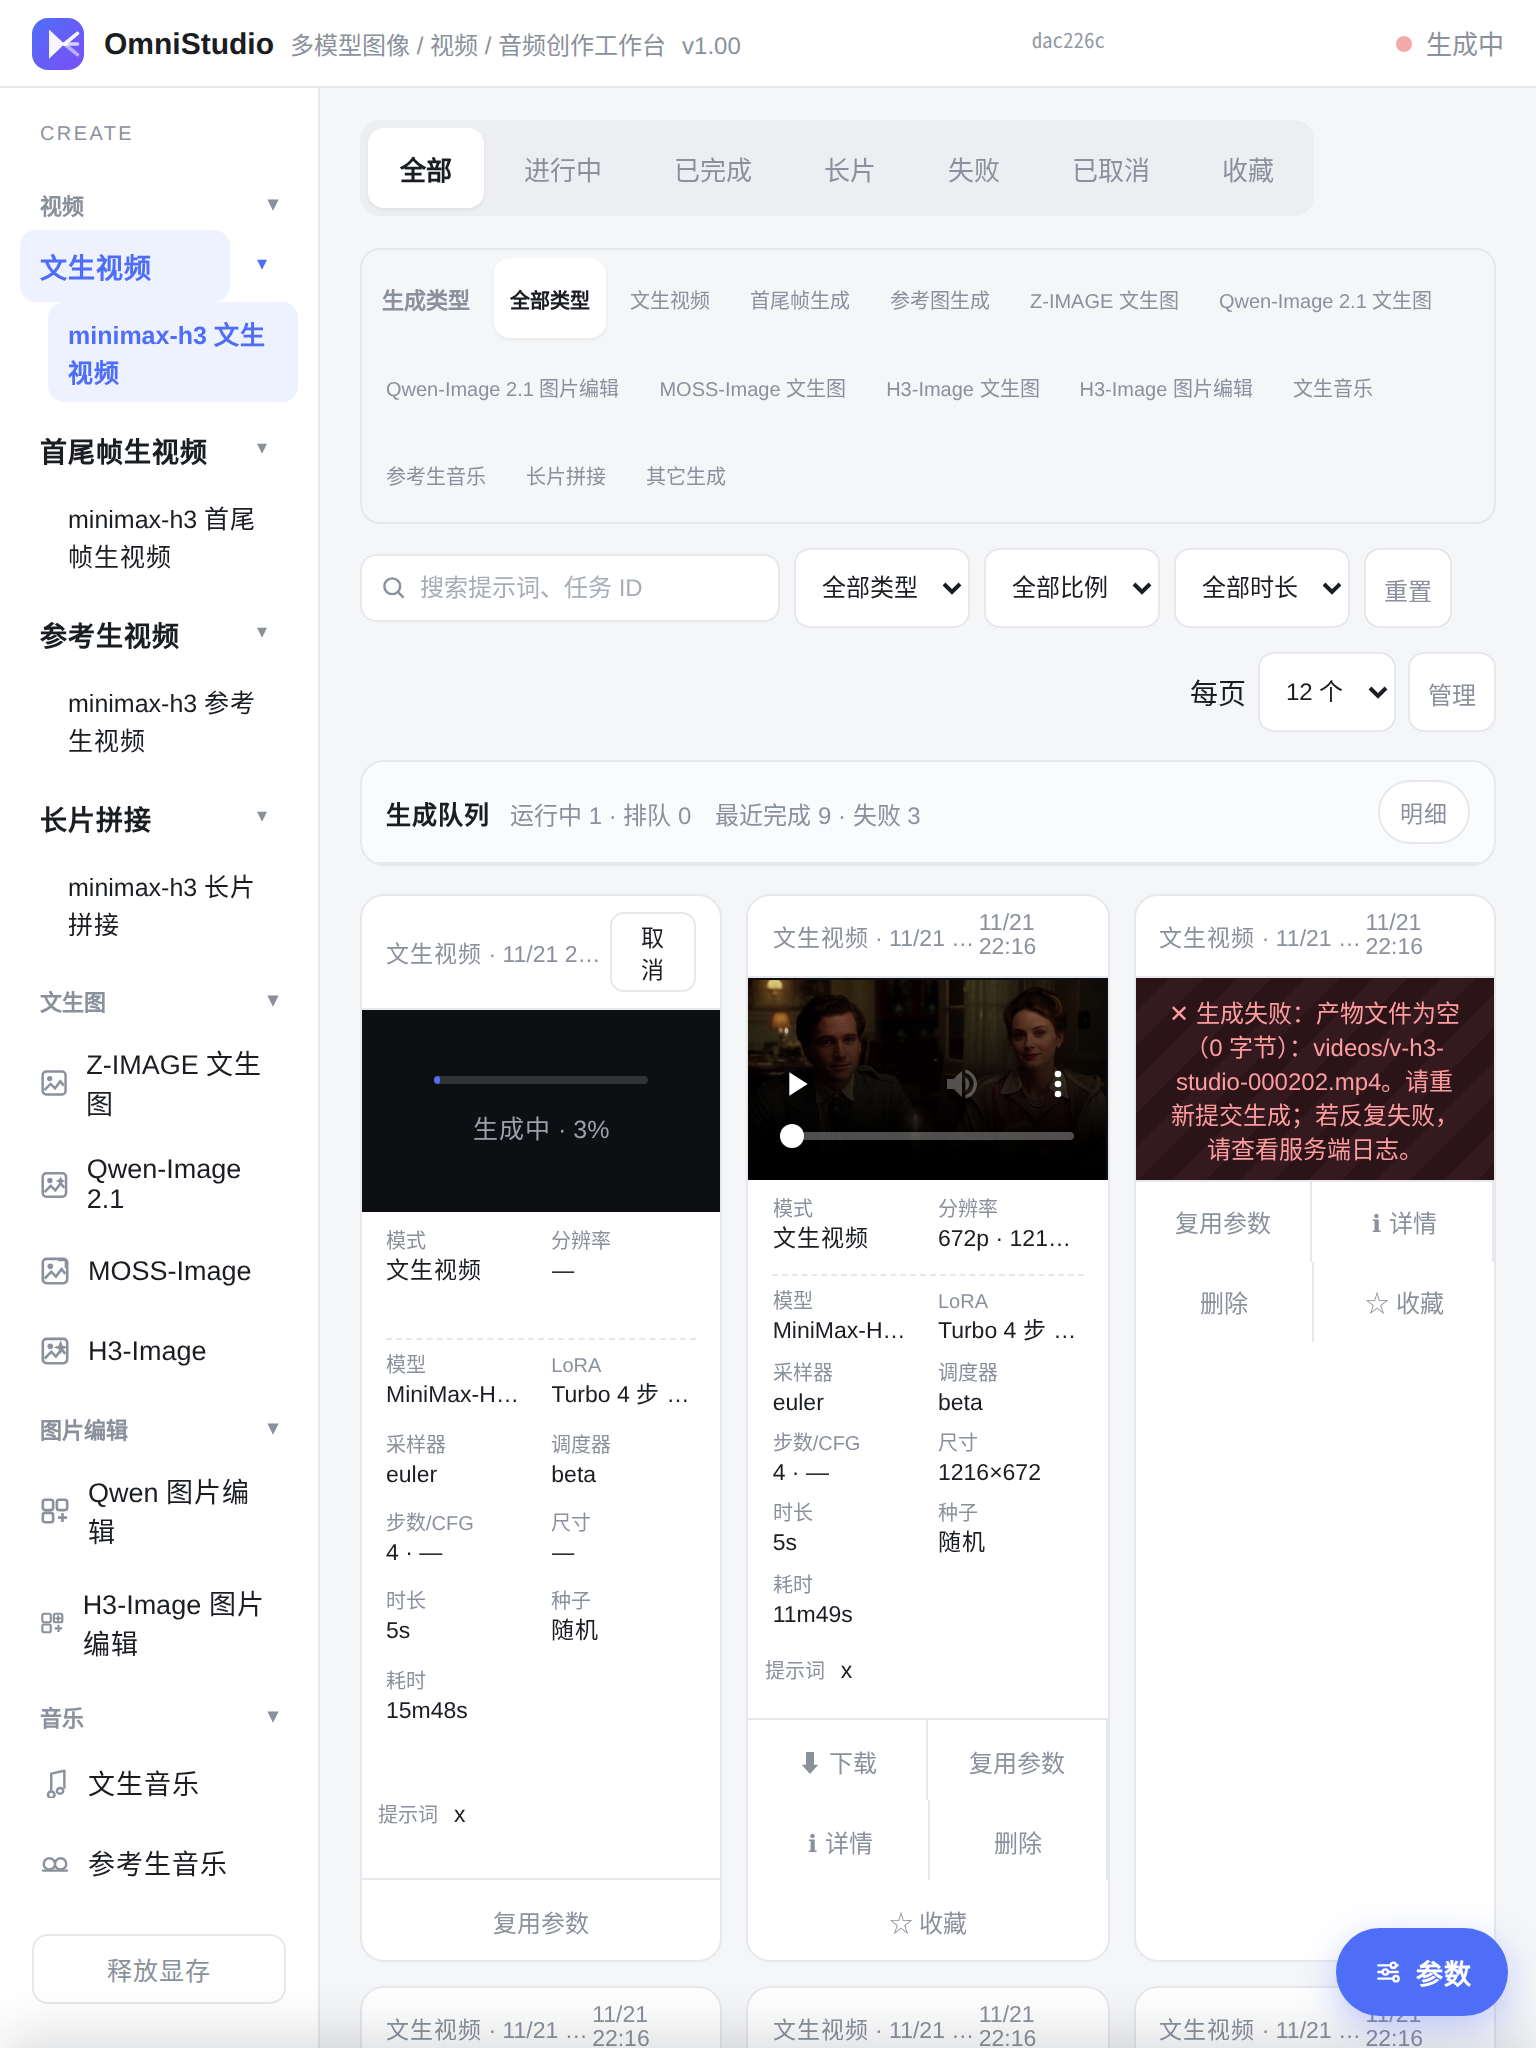 OmniStudio 多模型图像 / 视频 / 音频创作工作台 v1.00 dac226c 生成中
CREATE
视频 ▼
文生视频 ▼
minimax-h3 文生
视频
首尾帧生视频 ▼
minimax-h3 首尾
帧生视频
参考生视频 ▼
minimax-h3 参考
生视频
长片拼接 ▼
minimax-h3 长片
拼接
文生图 ▼
Z-IMAGE 文生
图
Qwen-Image
2.1
MOSS-Image
H3-Image
图片编辑 ▼
Qwen 图片编
辑
H3-Image 图片
编辑
音乐 ▼
文生音乐
参考生音乐
释放显存
全部 进行中 已完成 长片 失败 已取消 收藏
生成类型 全部类型 文生视频 首尾帧生成 参考图生成 Z-IMAGE 文生图 Qwen-Image 2.1 文生图
Qwen-Image 2.1 图片编辑 MOSS-Image 文生图 H3-Image 文生图 H3-Image 图片编辑 文生音乐
参考生音乐 长片拼接 其它生成
搜索提示词、任务 ID 全部类型 全部比例 全部时长 重置
每页 12 个 管理
生成队列 运行中 1 · 排队 0 最近完成 9 · 失败 3 明细
文生视频 · 11/21 2… 取
消
生成中 · 3%
模式 分辨率
文生视频 —
模型 LoRA
MiniMax-H… Turbo 4 步 …
采样器 调度器
euler beta
步数/CFG 尺寸
4 · — —
时长 种子
5s 随机
耗时
15m48s
提示词 x
复用参数
文生视频 · 11/21 … 11/21
22:16
模式 分辨率
文生视频 672p · 121…
模型 LoRA
MiniMax-H… Turbo 4 步 …
采样器 调度器
euler beta
步数/CFG 尺寸
4 · — 1216×672
时长 种子
5s 随机
耗时
11m49s
提示词 x
⬇ 下载 复用参数
ℹ 详情 删除
☆ 收藏
文生视频 · 11/21 … 11/21
22:16
✕ 生成失败：产物文件为空
（0 字节）：videos/v-h3-
studio-000202.mp4。请重
新提交生成；若反复失败，
请查看服务端日志。
复用参数 ℹ 详情
删除 ☆ 收藏
参数
文生视频 · 11/21 … 11/21
22:16
文生视频 · 11/21 … 11/21
22:16
文生视频 · 11/21 … 11/21
22:16